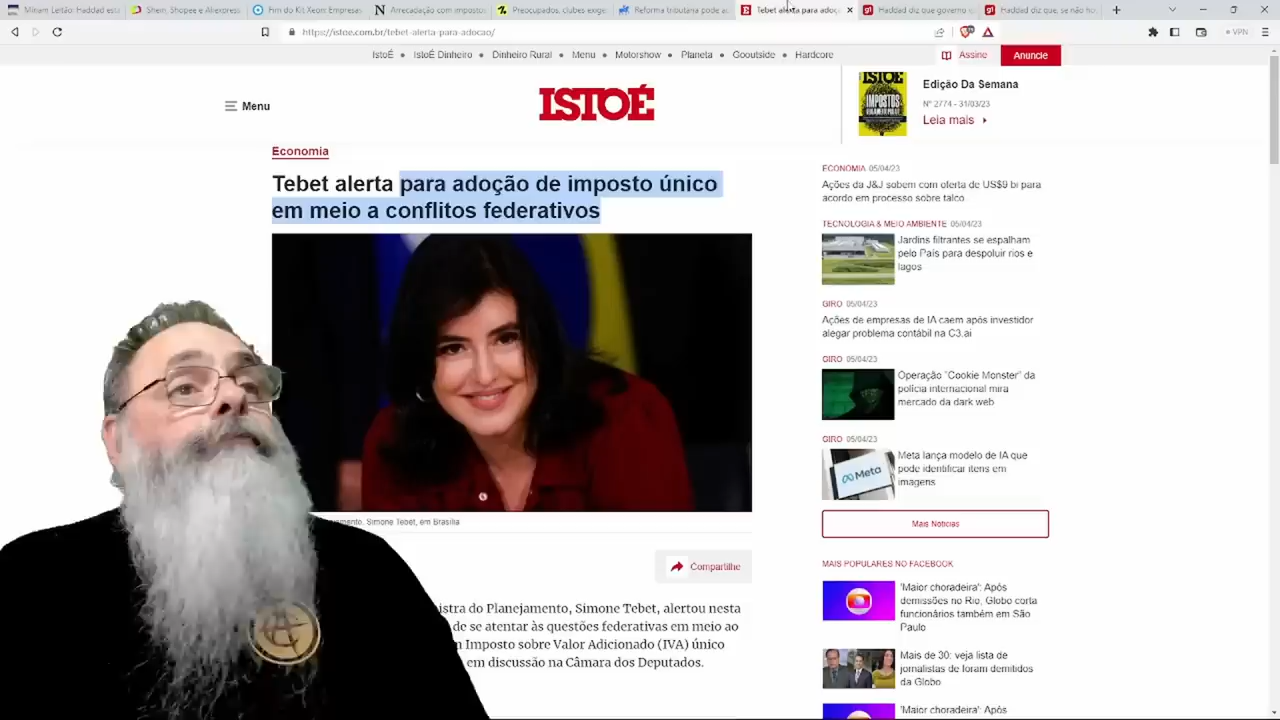 Miriam Leitão: Haddad está
Shein, Shopee e Aliexpress
Fim do Kit Xeom Empresas
Arrecadação com impostos
Preocupados, clubes exige
Reforma tributária pode a
Tebet alerta para adoç
Haddad diz que governo
Haddad diz que, se não ho
https://istoe.com.br/tebet-alerta-para-adocao/
VPN
IstoÉ • IstoÉ Dinheiro • Dinheiro Rural • Menu • Motorshow • Planeta • Gooutside • Hardcore
Assine
Anuncie
Menu
ISTOÉ
ISTOÉ
IMPOSTOS
Edição Da Semana
Nº 2774 - 31/03/23
Leia mais
Economia
Tebet alerta para adoção de imposto único
em meio a conflitos federativos
Simone Tebet, em Brasília
Compartilhe
istra do Planejamento, Simone Tebet, alertou nesta
de se atentar às questões federativas em meio ao
m Imposto sobre Valor Adicionado (IVA) único
em discussão na Câmara dos Deputados.
ECONOMIA 05/04/23
Ações da J&J sobem com oferta de US$9 bi para
acordo em processo sobre talco
TECNOLOGIA & MEIO AMBIENTE 05/04/23
Jardins filtrantes se espalham
pelo País para despoluir rios e
lagos
GIRO 05/04/23
Ações de empresas de IA caem após investidor
alegar problema contábil na C3.ai
GIRO 05/04/23
Operação "Cookie Monster" da
polícia internacional mira
mercado da dark web
GIRO 05/04/23
Meta
Meta lança modelo de IA que
pode identificar itens em
imagens
Mais Notícias
MAIS POPULARES NO FACEBOOK
'Maior choradeira': Após
demissões no Rio, Globo corta
funcionários também em São
Paulo
Mais de 30: veja lista de
jornalistas de foram demitidos
da Globo
'Maior choradeira': Após